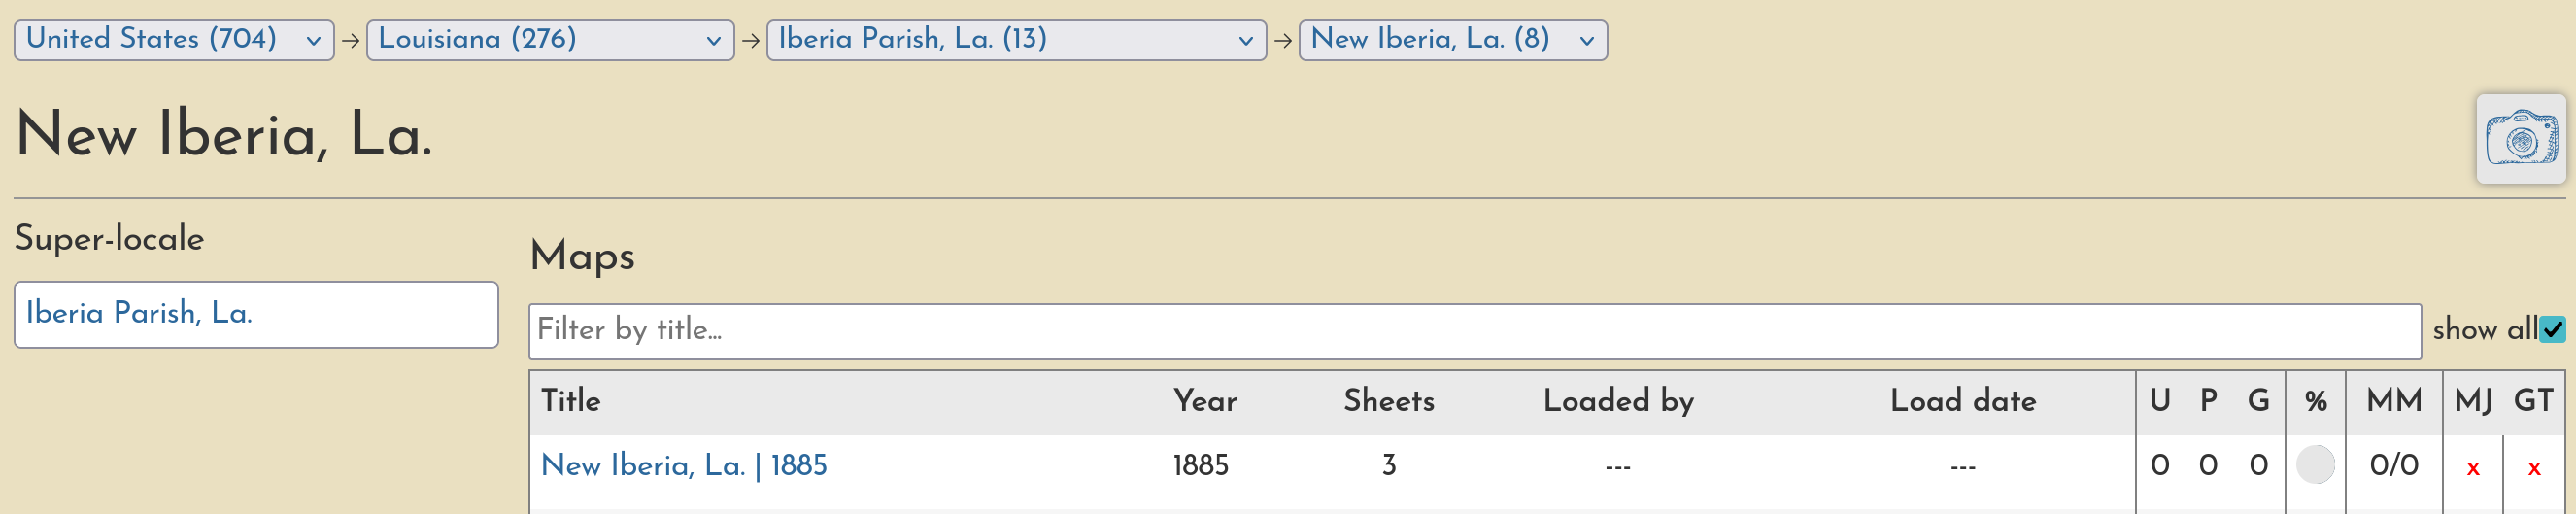 United States (704) → Louisiana (276) → Iberia Parish, La. (13) → New Iberia, La. (8)
New Iberia, La.
Super-locale
Iberia Parish, La.
Maps
Filter by title...
show all
Title Year Sheets Loaded by Load date U P G % MM MJ GT
New Iberia, La. | 1885 1885 3 --- --- 0 0 0 0/0 x x